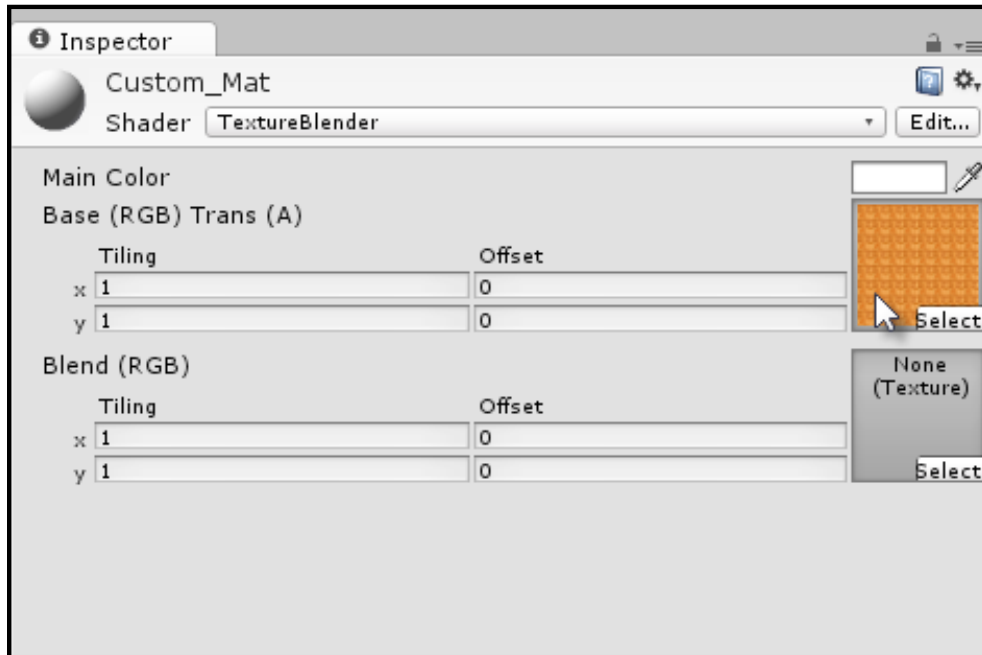 Inspector
Custom_Mat
Shader TextureBlender Edit...
Main Color
Base (RGB) Trans (A)
Tiling Offset
x 1 0
y 1 0 Select
Blend (RGB) None
(Texture)
Tiling Offset
x 1 0
y 1 0 Select